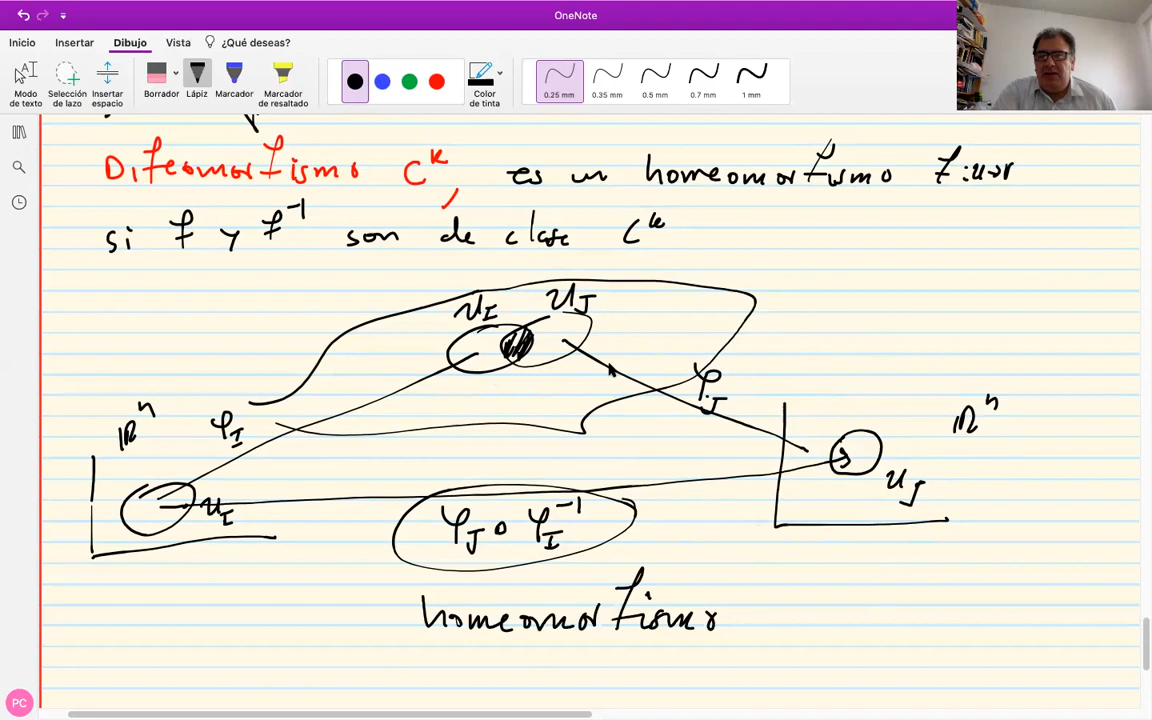 OneNote
Inicio Insertar Dibujo Vista ¿Qué deseas?
Modo de texto Selección de lazo Insertar espacio Borrador Lápiz Marcador Marcador de resaltado Color de tinta 0.25 mm 0.35 mm 0.5 mm 0.7 mm 1 mm
Difeomorfismo C^k, es un homeomorfismo
si f y f^-1 son de clase C^k
U_I U_J
φ_J
R^n φ_I R^n
U_I U_J
φ_J ∘ φ_I^-1
homeomorfismo
PC